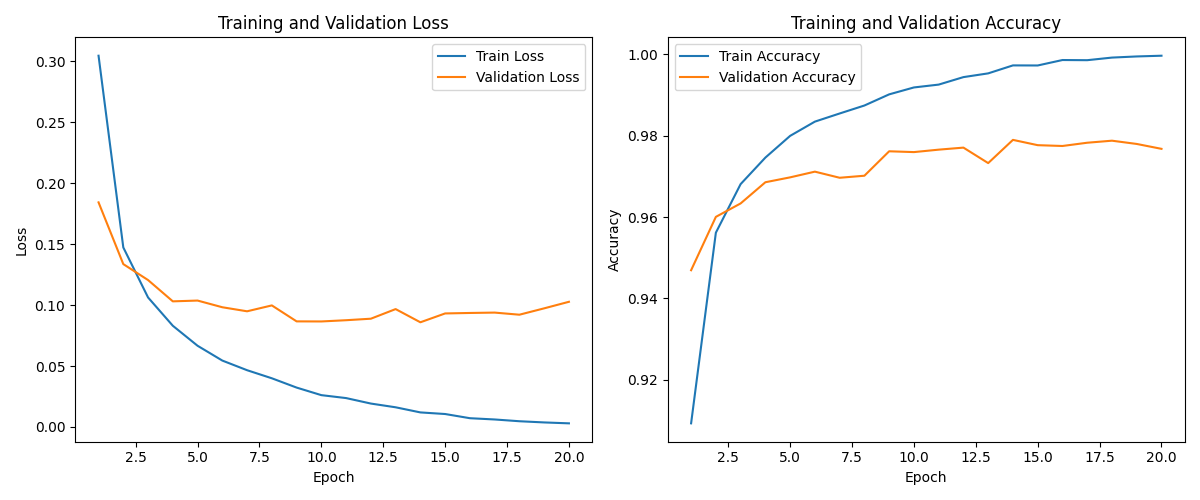 Training and Validation Loss
Train Loss
Validation Loss
0.30
0.25
0.20
0.15
0.10
0.05
0.00
Loss
2.5 5.0 7.5 10.0 12.5 15.0 17.5 20.0
Epoch
Training and Validation Accuracy
Train Accuracy
Validation Accuracy
1.00
0.98
0.96
0.94
0.92
Accuracy
2.5 5.0 7.5 10.0 12.5 15.0 17.5 20.0
Epoch